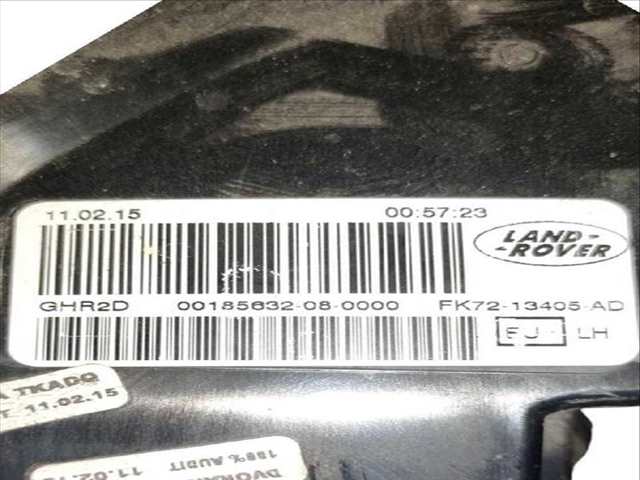 11.02.15 00:57:23
LAND-
-ROVER
GHR2D 00185632-08-0000 FK72-13405-AD
LH
TKADO
11.02.15
100% AUDIT